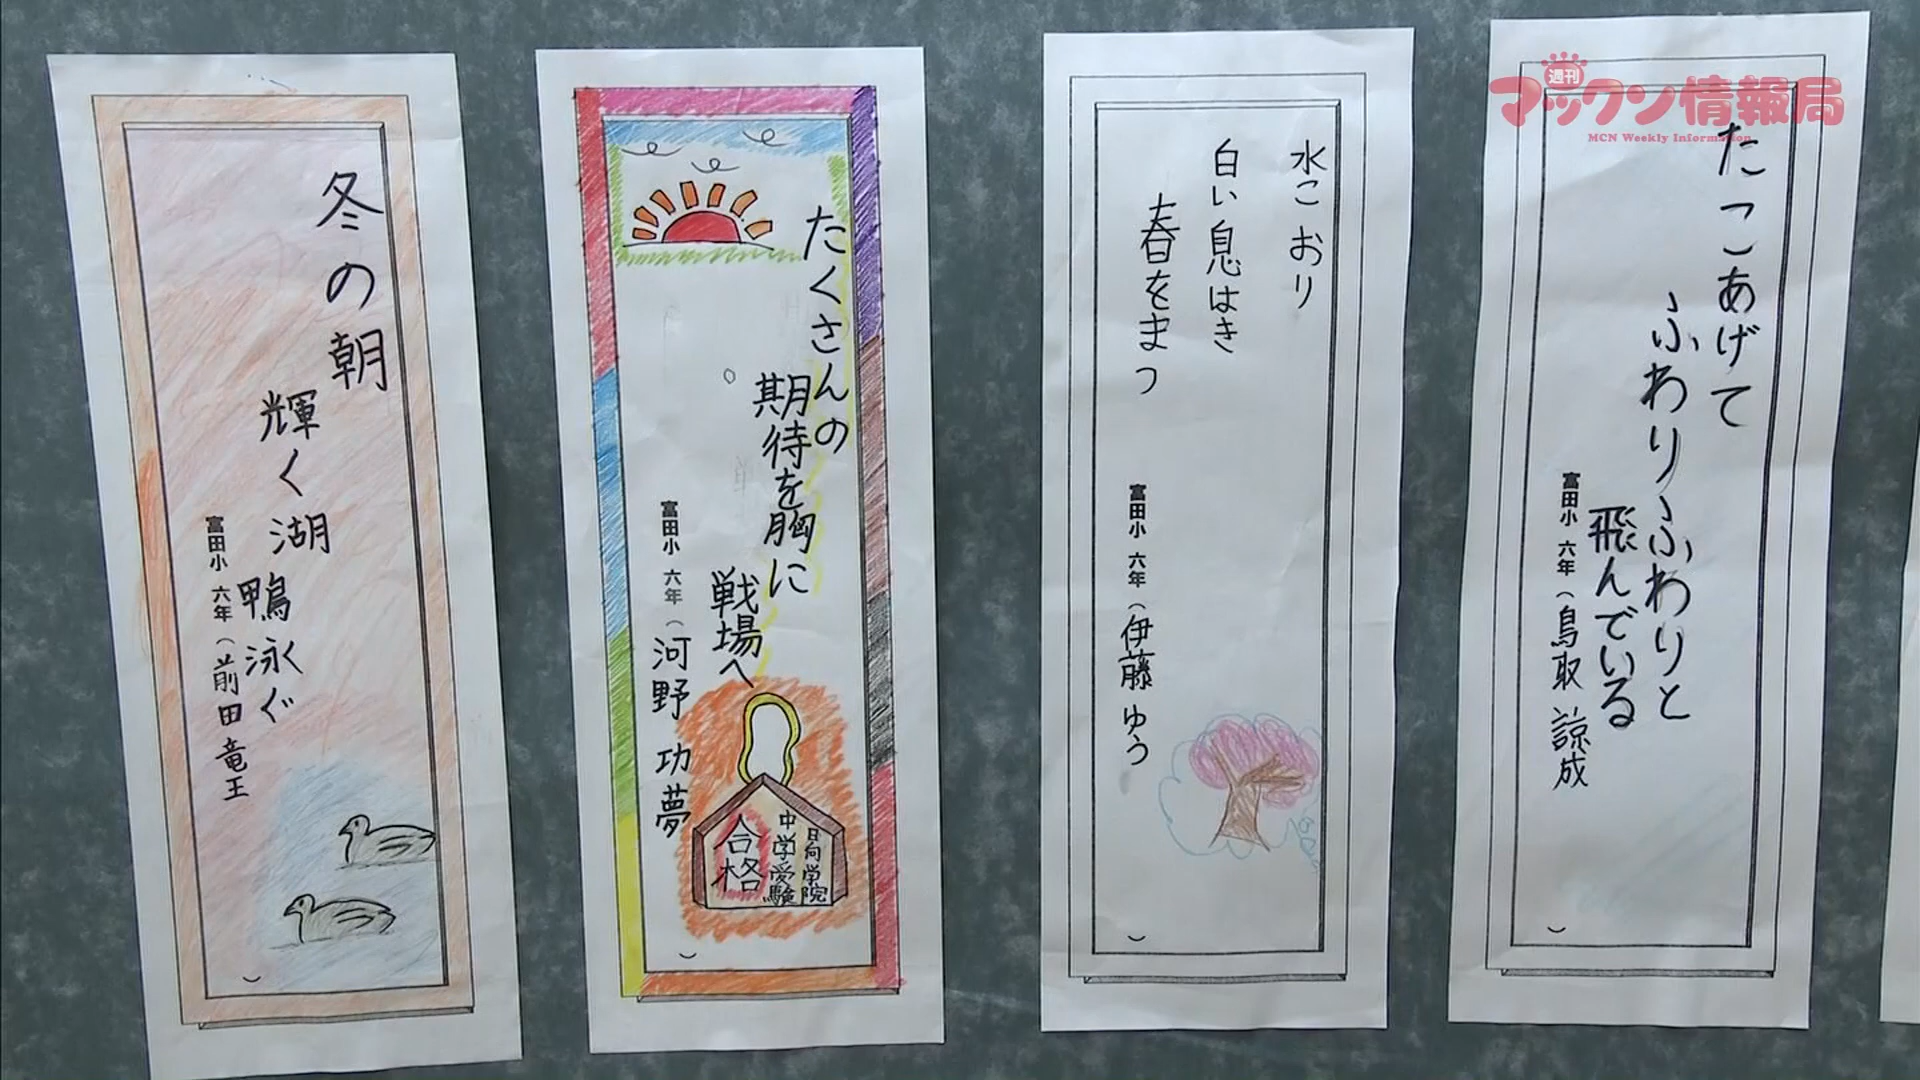 週刊
マックン情報局
MCN Weekly Information
たこあげて
ふわりふわりと
飛んでいる
富田小 六年(鳥取 諒成)
水こおり
白い息はき
春をまつ
富田小 六年(伊藤 ゆう)
たくさんの
期待を胸に
戦場へ
富田小 六年(河野 功夢)
日向学院
中学受験
合格
冬の朝
輝く湖
鴨泳ぐ
富田小 六年(前田竜王)